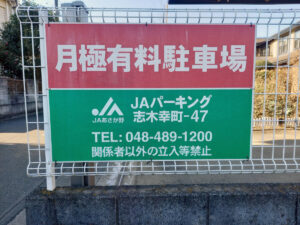 月極有料駐車場
JAあさか野
JAパーキング
志木幸町-47
TEL: 048-489-1200
関係者以外の立入等禁止